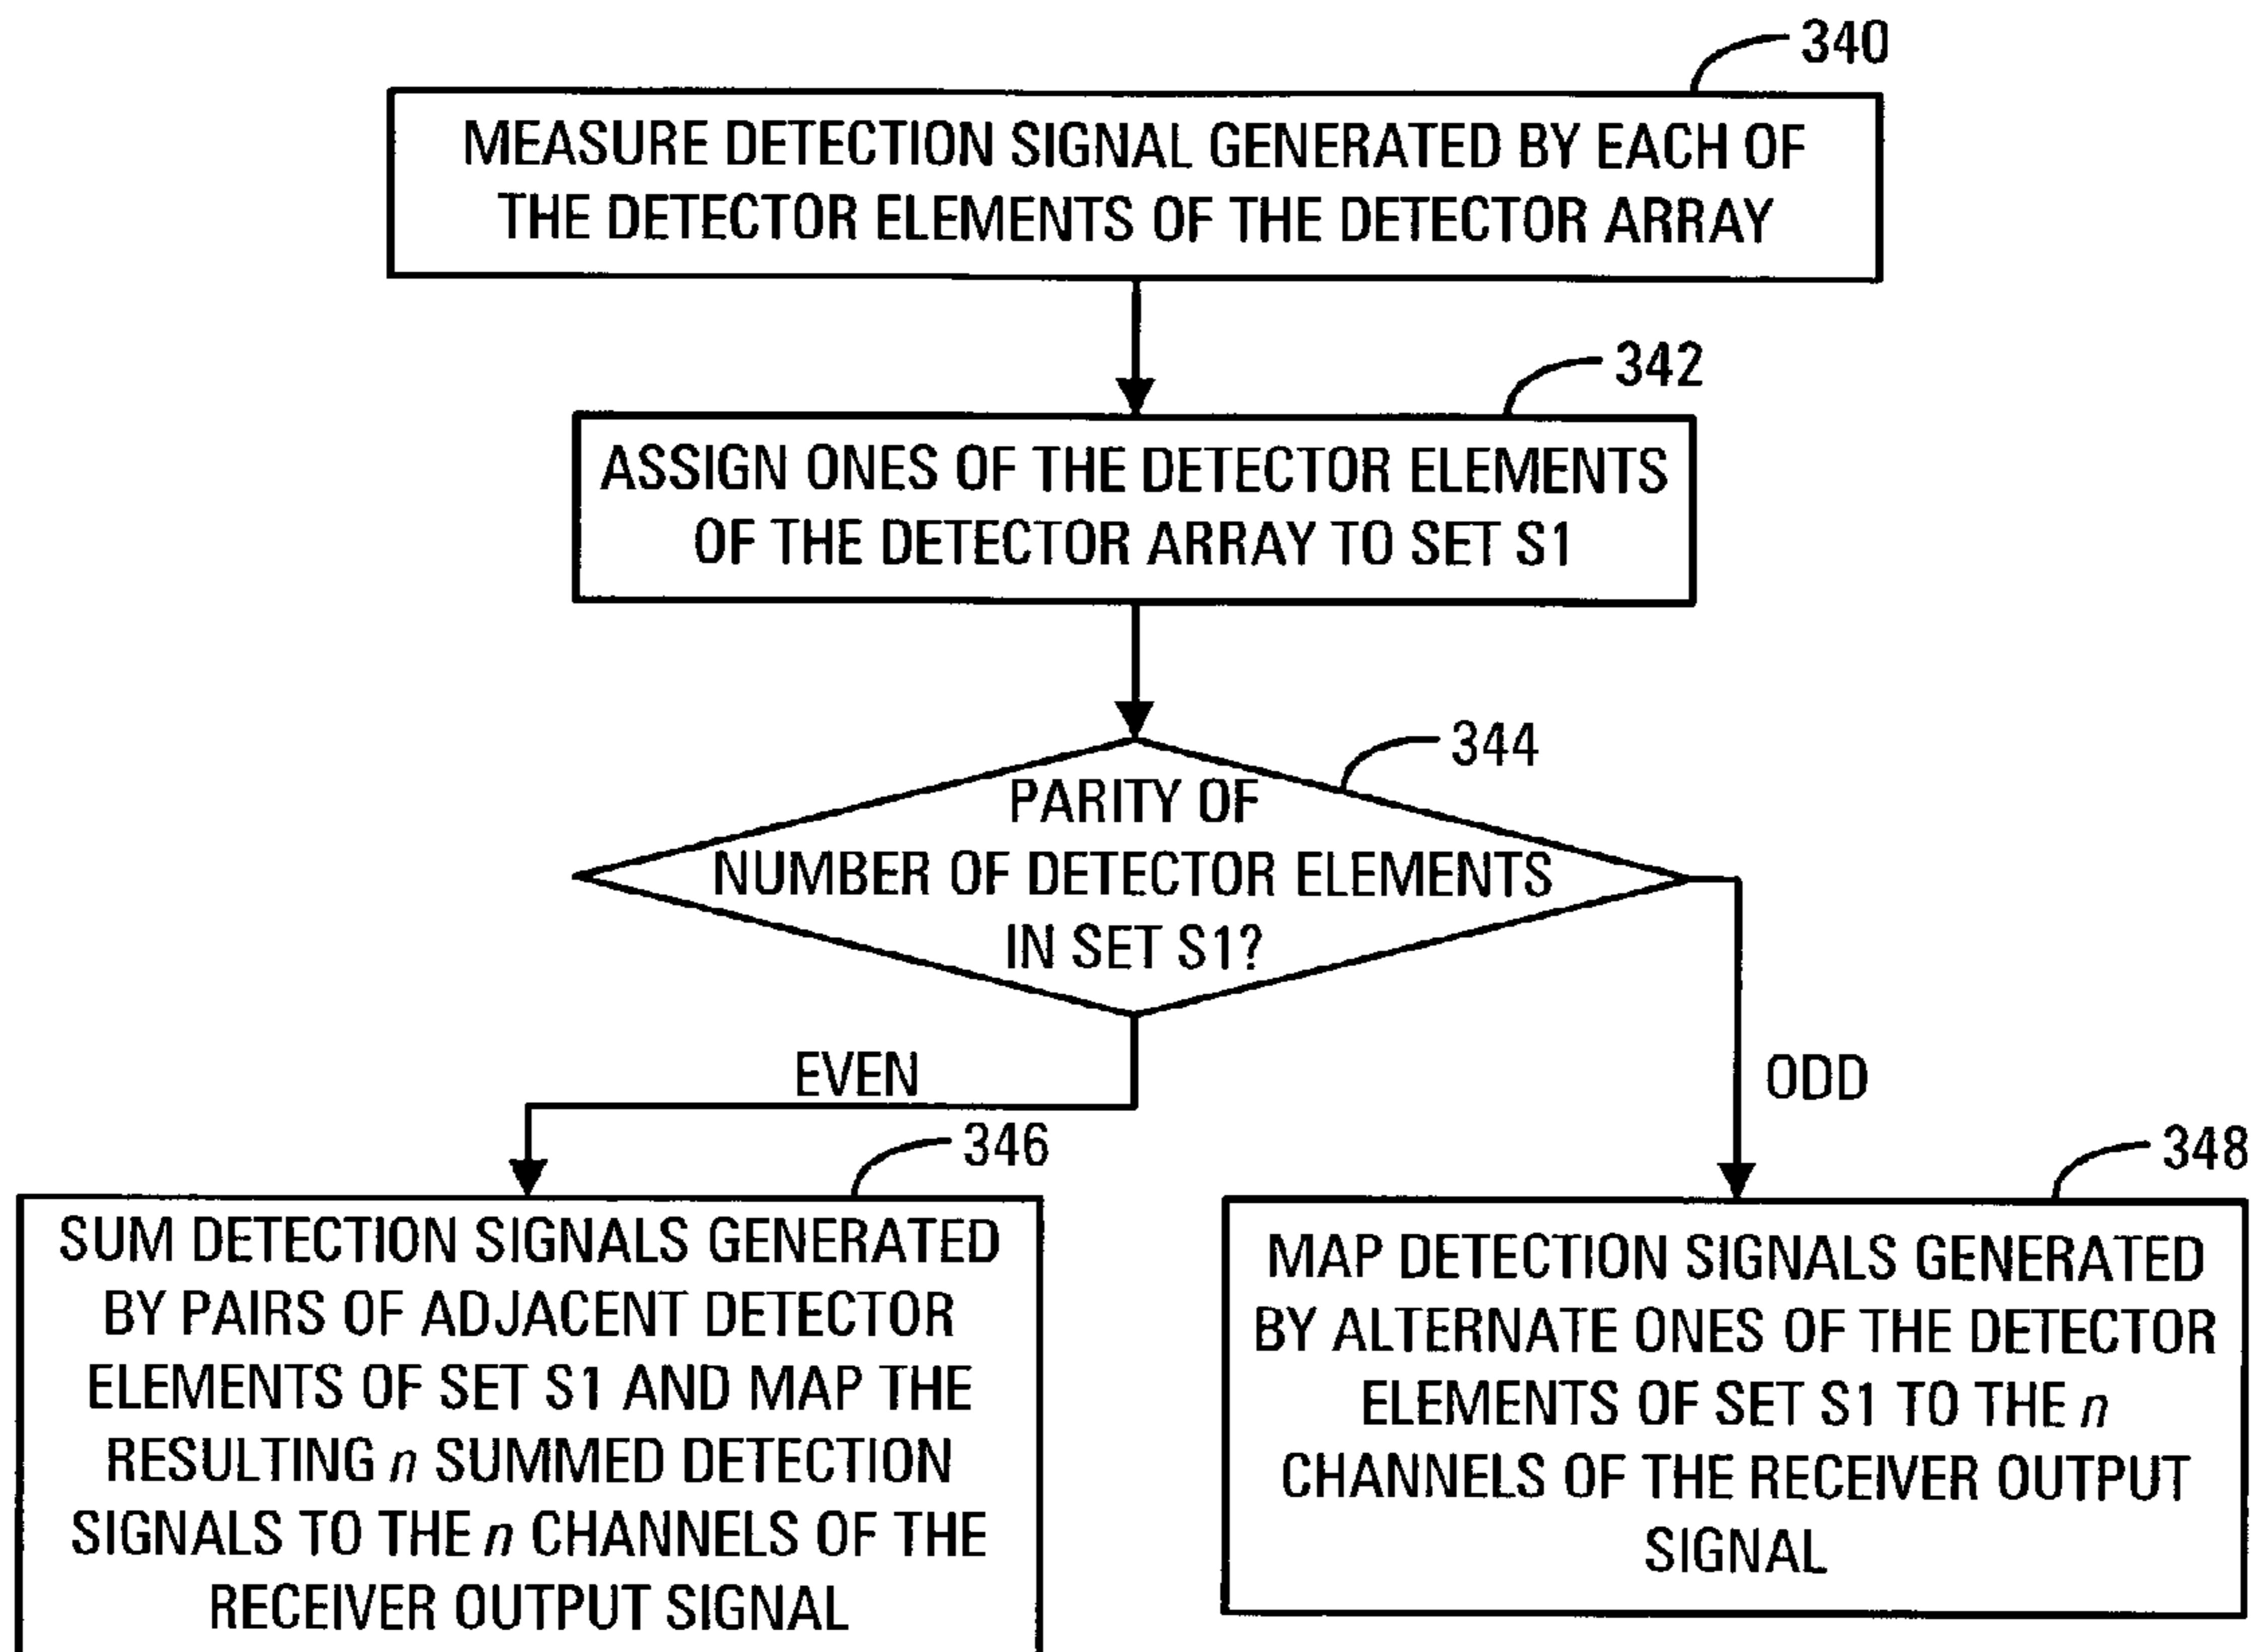 340
MEASURE DETECTION SIGNAL GENERATED BY EACH OF
THE DETECTOR ELEMENTS OF THE DETECTOR ARRAY
342
ASSIGN ONES OF THE DETECTOR ELEMENTS
OF THE DETECTOR ARRAY TO SET S1
344
PARITY OF
NUMBER OF DETECTOR ELEMENTS
IN SET S1?
EVEN
ODD
346
SUM DETECTION SIGNALS GENERATED
BY PAIRS OF ADJACENT DETECTOR
ELEMENTS OF SET S1 AND MAP THE
RESULTING n SUMMED DETECTION
SIGNALS TO THE n CHANNELS OF THE
RECEIVER OUTPUT SIGNAL
348
MAP DETECTION SIGNALS GENERATED
BY ALTERNATE ONES OF THE DETECTOR
ELEMENTS OF SET S1 TO THE n
CHANNELS OF THE RECEIVER OUTPUT
SIGNAL